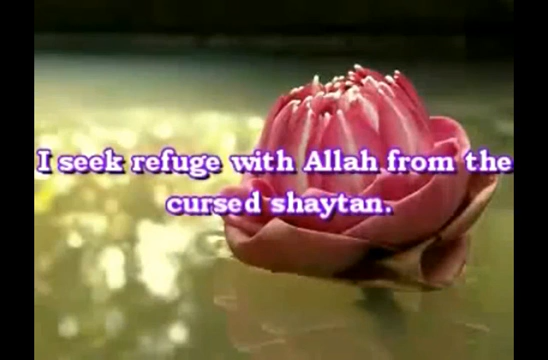 I seek refuge with Allah from the
cursed shaytan.